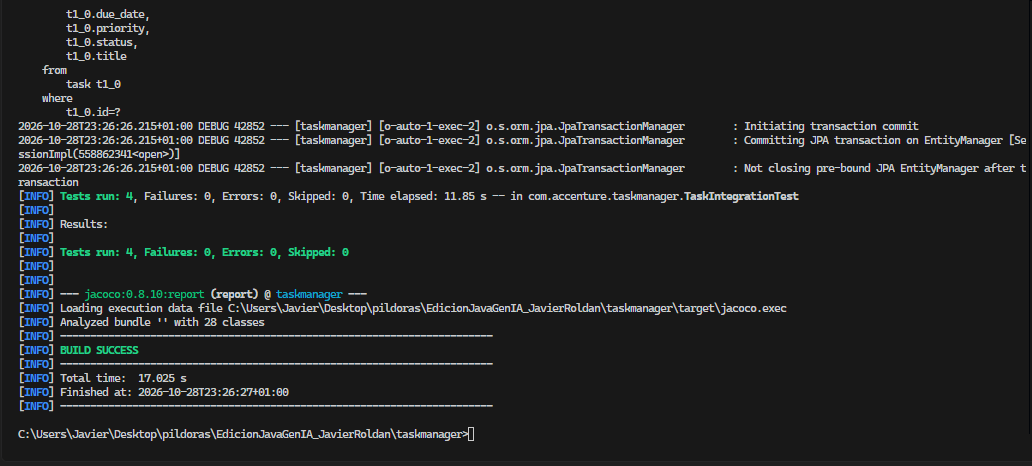 t1_0.due_date,
t1_0.priority,
t1_0.status,
t1_0.title
from
task t1_0
where
t1_0.id=?
2026-10-28T23:26:26.215+01:00 DEBUG 42852 --- [taskmanager] [o-auto-1-exec-2] o.s.orm.jpa.JpaTransactionManager : Initiating transaction commit
2026-10-28T23:26:26.215+01:00 DEBUG 42852 --- [taskmanager] [o-auto-1-exec-2] o.s.orm.jpa.JpaTransactionManager : Committing JPA transaction on EntityManager [Se
ssionImpl(558862341<open>)]
2026-10-28T23:26:26.215+01:00 DEBUG 42852 --- [taskmanager] [o-auto-1-exec-2] o.s.orm.jpa.JpaTransactionManager : Not closing pre-bound JPA EntityManager after t
ransaction
[INFO] Tests run: 4, Failures: 0, Errors: 0, Skipped: 0, Time elapsed: 11.85 s -- in com.accenture.taskmanager.TaskIntegrationTest
[INFO]
[INFO] Results:
[INFO]
[INFO] Tests run: 4, Failures: 0, Errors: 0, Skipped: 0
[INFO]
[INFO]
[INFO] --- jacoco:0.8.10:report (report) @ taskmanager ---
[INFO] Loading execution data file C:\Users\Javier\Desktop\pildoras\EdicionJavaGenIA_JavierRoldan\taskmanager\target\jacoco.exec
[INFO] Analyzed bundle '' with 28 classes
[INFO] ------------------------------------------------------------------------
[INFO] BUILD SUCCESS
[INFO] ------------------------------------------------------------------------
[INFO] Total time:  17.025 s
[INFO] Finished at: 2026-10-28T23:26:27+01:00
[INFO] ------------------------------------------------------------------------
C:\Users\Javier\Desktop\pildoras\EdicionJavaGenIA_JavierRoldan\taskmanager>